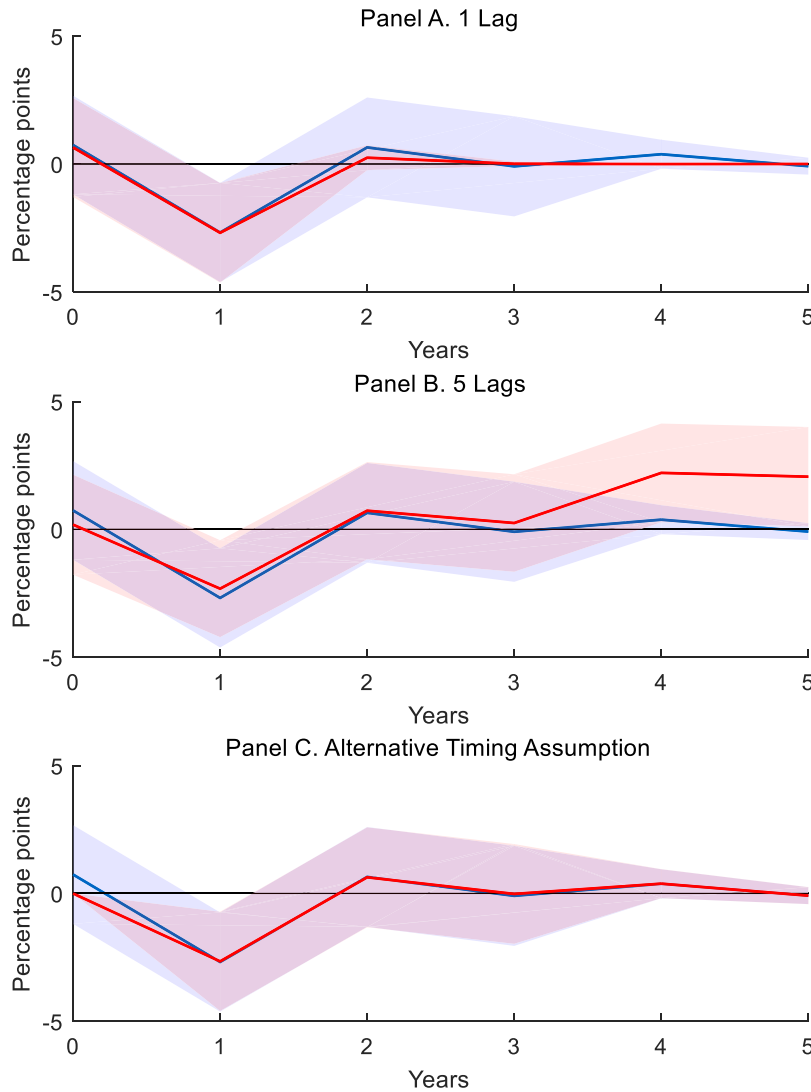 Panel A. 1 Lag
5
0
-5
Percentage points
0 1 2 3 4 5
Years
Panel B. 5 Lags
5
0
-5
Percentage points
0 1 2 3 4 5
Years
Panel C. Alternative Timing Assumption
5
0
-5
Percentage points
0 1 2 3 4 5
Years